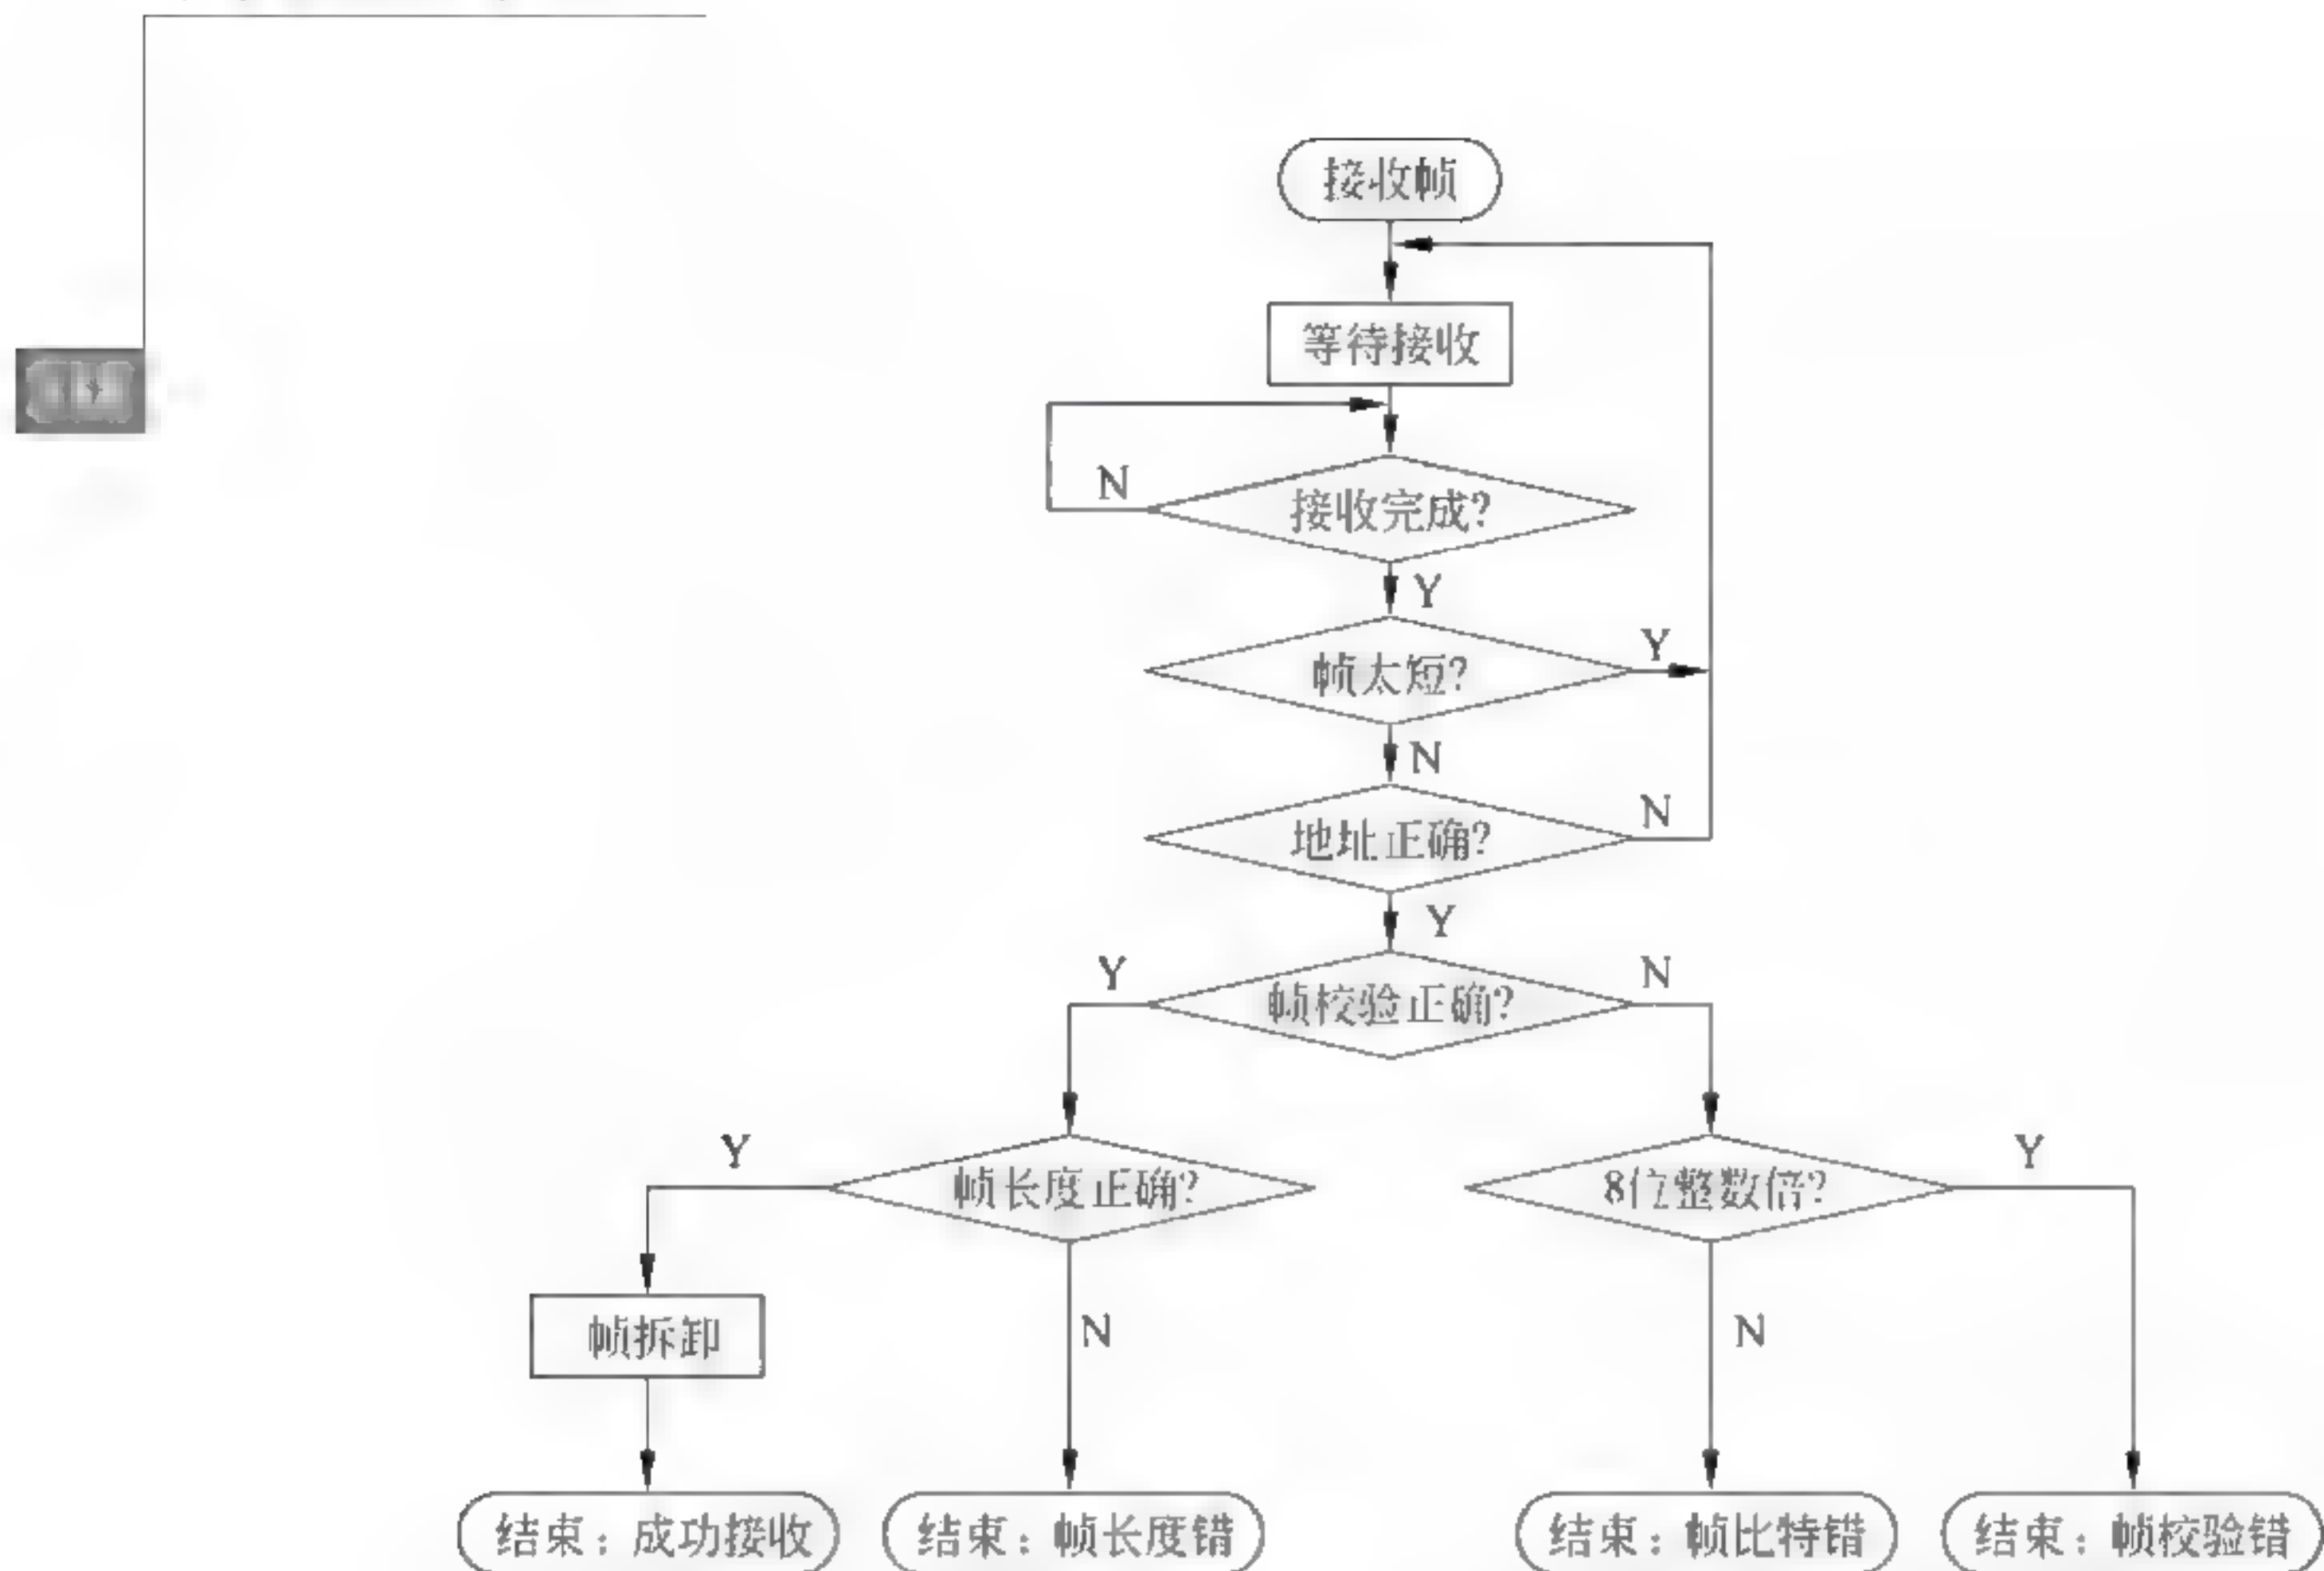 接收帧
等待接收
N
接收完成?
Y
帧太短?
Y
N
地址正确?
N
Y
Y
帧校验正确?
N
Y
帧长度正确?
8位整数倍?
Y
帧拆卸
N
N
结束：成功接收
结束：帧长度错
结束：帧比特错
结束：帧校验错